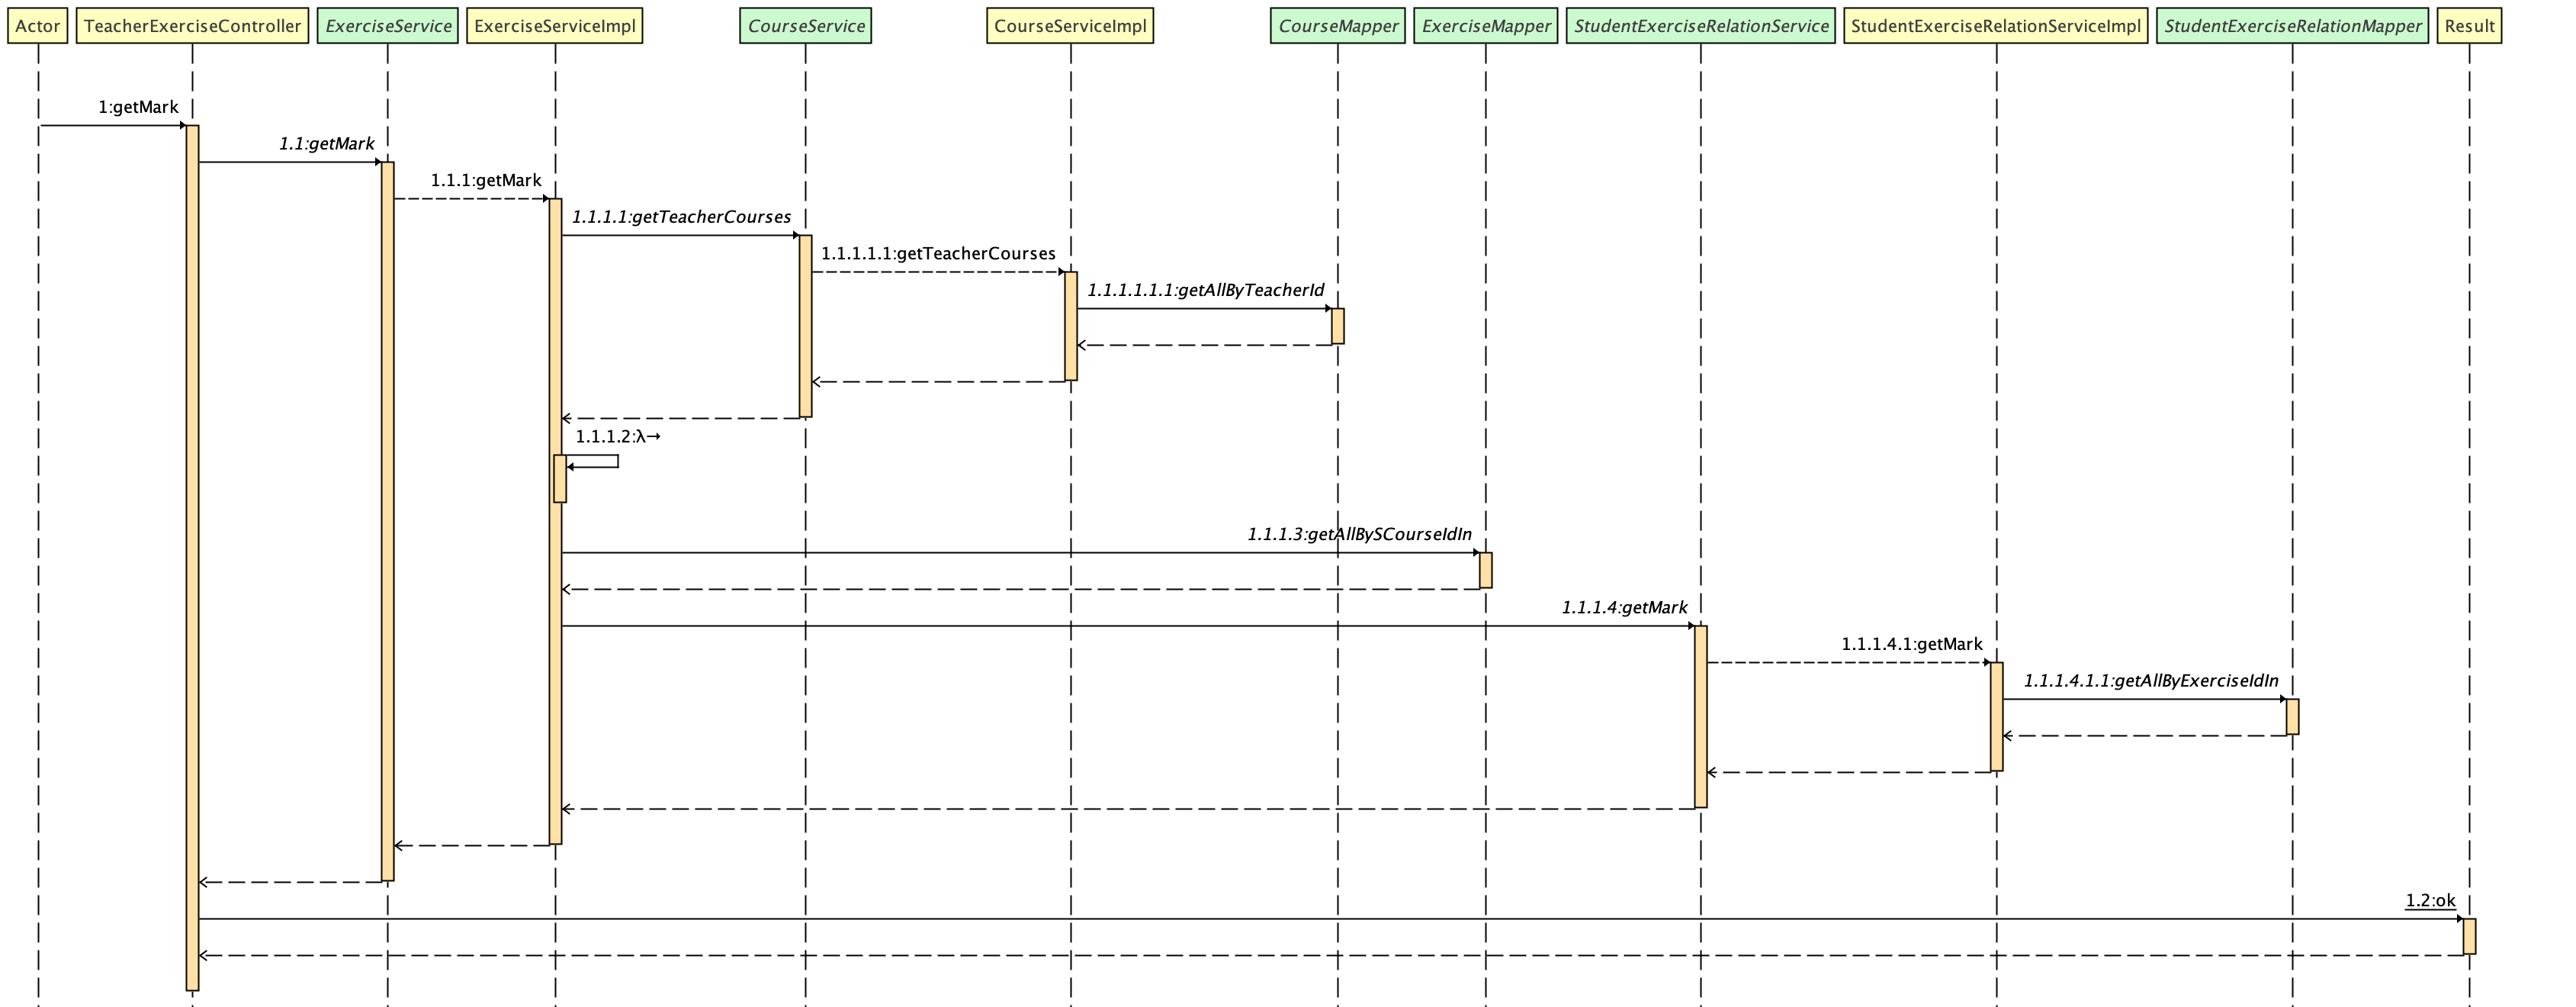 Actor
TeacherExerciseController
ExerciseService
ExerciseServiceImpl
CourseService
CourseServiceImpl
CourseMapper
ExerciseMapper
StudentExerciseRelationService
StudentExerciseRelationServiceImpl
StudentExerciseRelationMapper
Result
1:getMark
1.1:getMark
1.1.1:getMark
1.1.1.1:getTeacherCourses
1.1.1.1.1:getTeacherCourses
1.1.1.1.1.1:getAllByTeacherId
1.1.1.2:λ→
1.1.1.3:getAllBySCourseIdIn
1.1.1.4:getMark
1.1.1.4.1:getMark
1.1.1.4.1.1:getAllByExerciseIdIn
1.2:ok